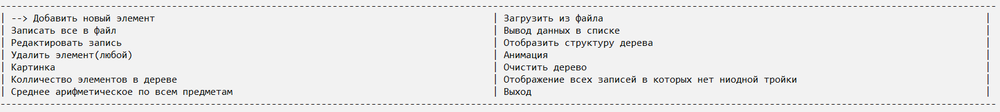 --> Добавить новый элемент | Загрузить из файла
Записать все в файл | Вывод данных в списке
Редактировать запись | Отобразить структуру дерева
Удалить элемент(любой) | Анимация
Картинка | Очистить дерево
Колличество элементов в дереве | Отображение всех записей в которых нет ниодной тройки
Среднее арифметическое по всем предметам | Выход